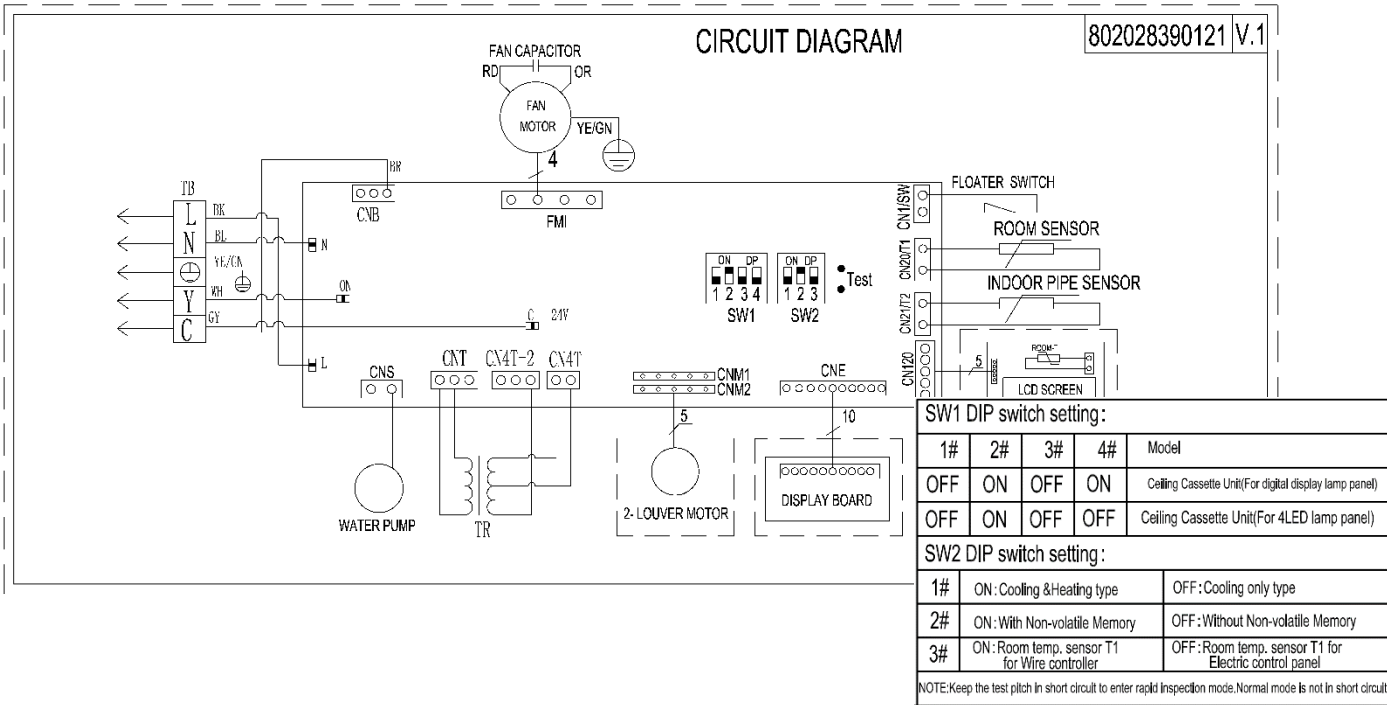 CIRCUIT DIAGRAM
802028390121 V.1
FAN CAPACITOR
RD OR
FAN
MOTOR
YE/GN
4
BR
CNB
FMI
TB
L BK
N BL N
YE/GN
Y WH ON
C GY C 24V
L
CN1/SW
FLOATER SWITCH
CN20/T1
ROOM SENSOR
CN21/T2
INDOOR PIPE SENSOR
ON DP
1 2 3 4
SW1
ON DP
1 2 3
SW2
Test
CN120
5
ROOM-T
LCD SCREEN
CNS
CNT CN4T-2 CN4T
CNM1
CNM2
CNE
5
10
WATER PUMP
TR
2- LOUVER MOTOR
DISPLAY BOARD
SW1 DIP switch setting:
1# 2# 3# 4# Model
OFF ON OFF ON Ceiling Cassette Unit(For digital display lamp panel)
OFF ON OFF OFF Ceiling Cassette Unit(For 4LED lamp panel)
SW2 DIP switch setting:
1# ON:Cooling &Heating type OFF:Cooling only type
2# ON:With Non-volatile Memory OFF:Without Non-volatile Memory
3# ON:Room temp. sensor T1 for Wire controller OFF:Room temp. sensor T1 for Electric control panel
NOTE:Keep the test pitch in short circuit to enter rapid inspection mode.Normal mode is not in short circuit